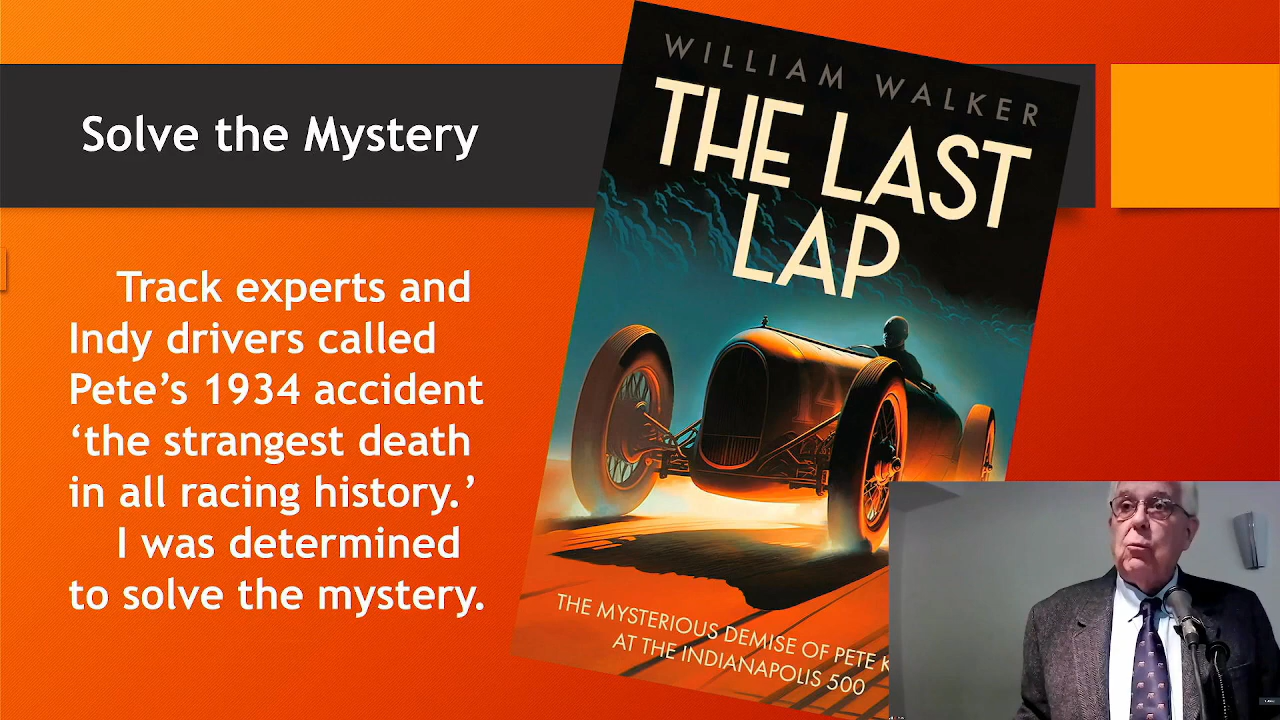 Solve the Mystery
Track experts and
Indy drivers called
Pete’s 1934 accident
‘the strangest death
in all racing history.’
I was determined
to solve the mystery.
WILLIAM WALKER
THE LAST
LAP
THE MYSTERIOUS DEMISE OF PETE K
AT THE INDIANAPOLIS 500